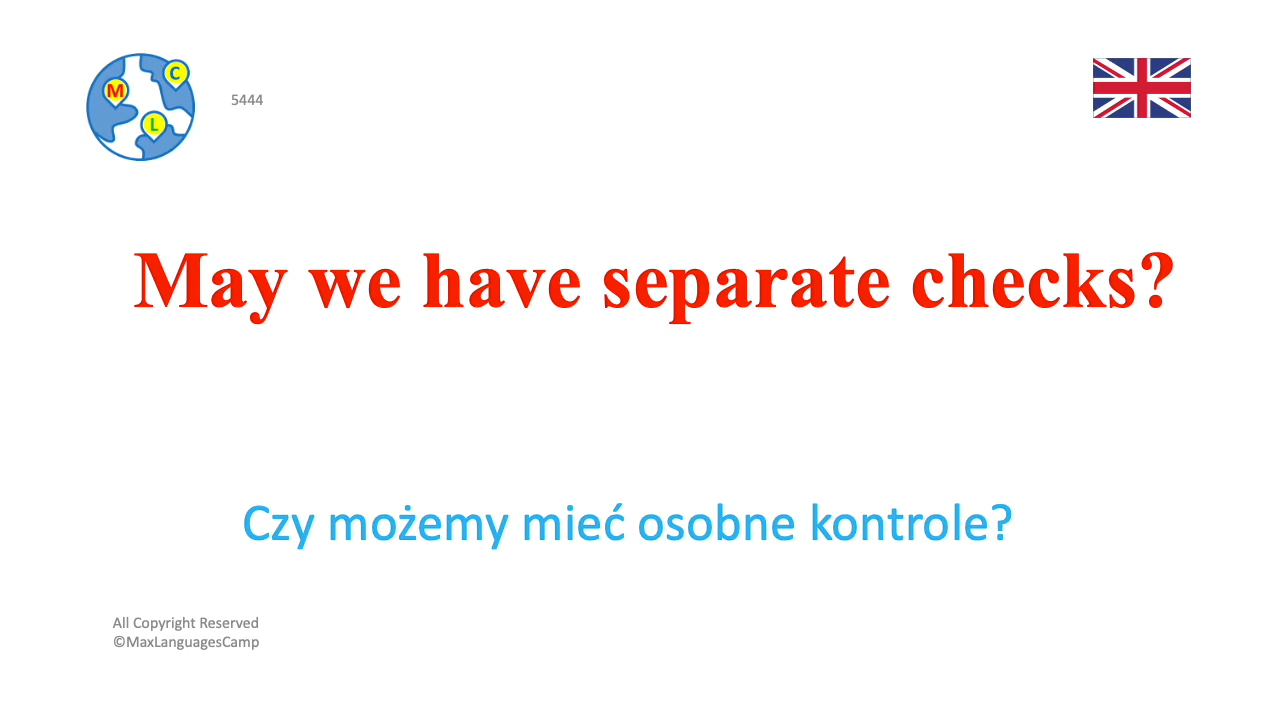 M
C
L
5444
May we have separate checks?
Czy możemy mieć osobne kontrole?
All Copyright Reserved
©MaxLanguagesCamp